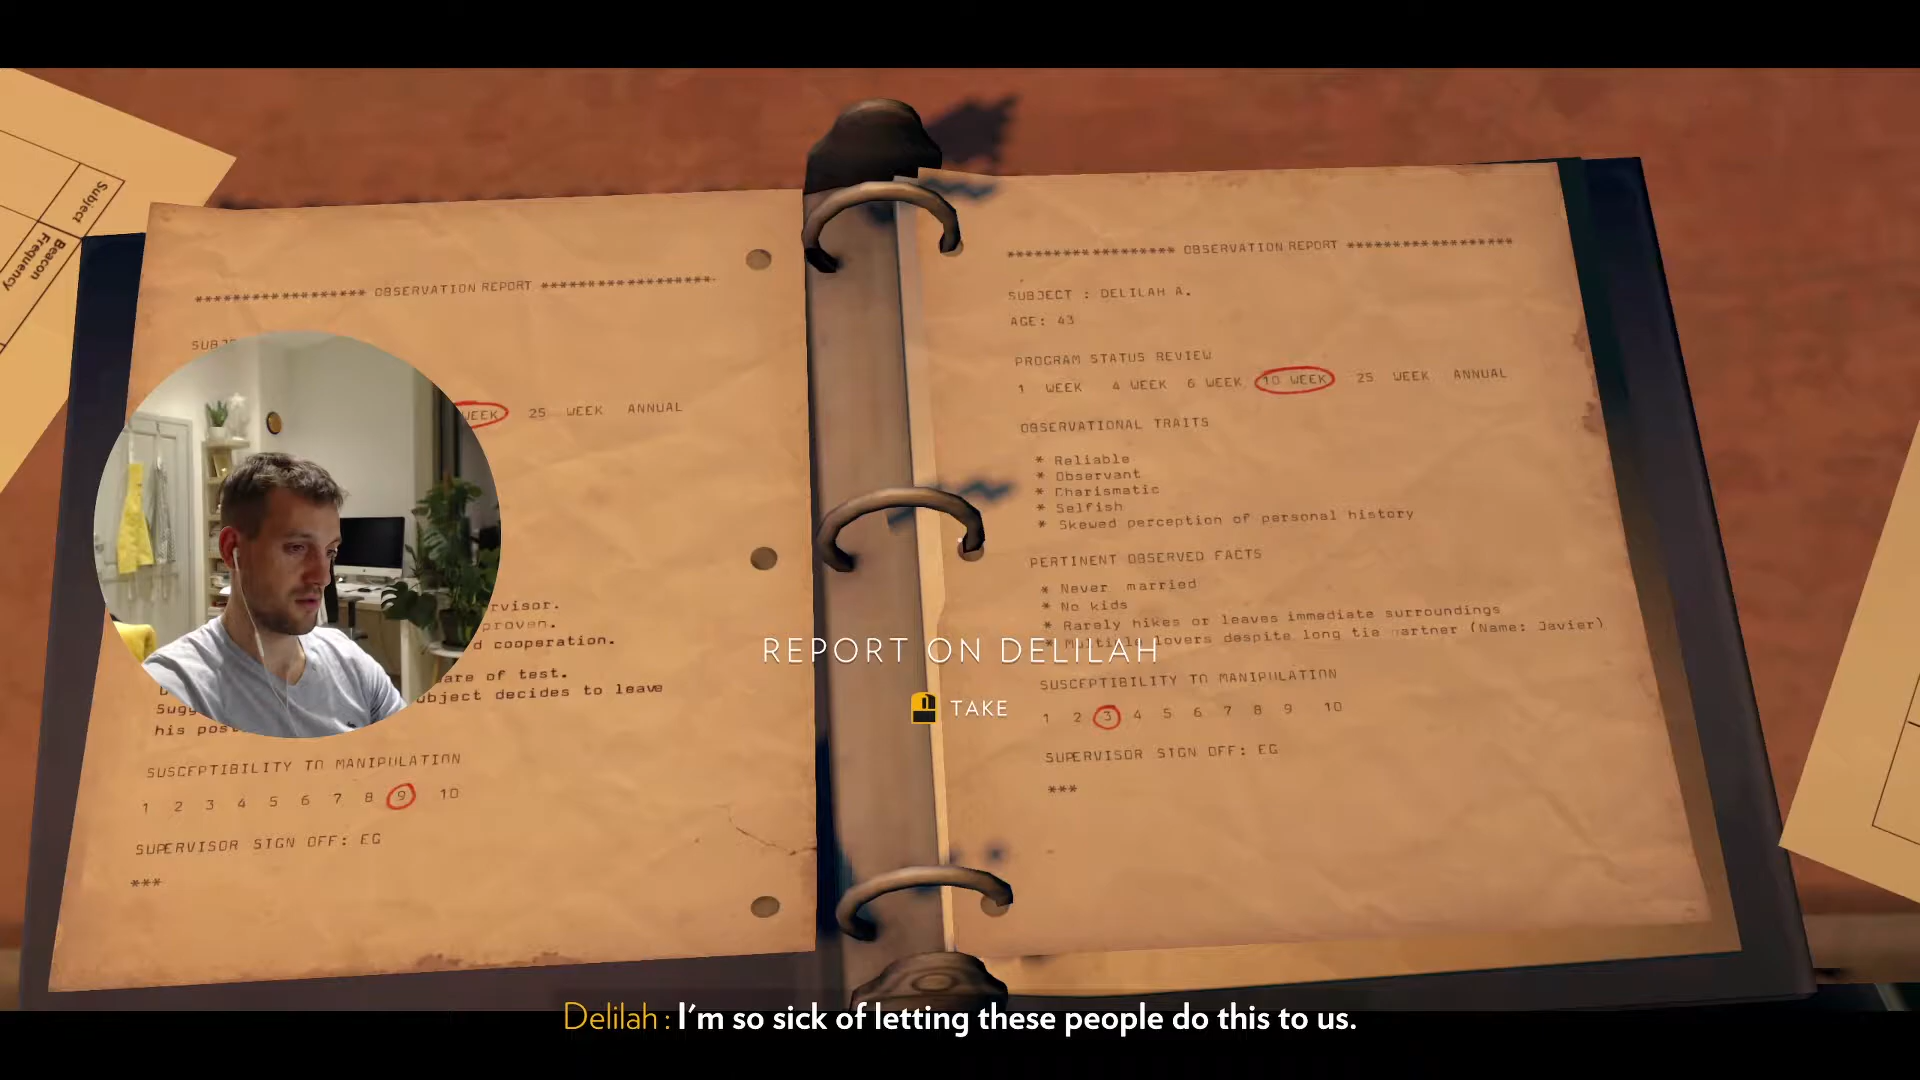 Subject
Beacon
Frequency
***************** OBSERVATION REPORT *****************
WEEK 25 WEEK ANNUAL
proven.
d cooperation.
of test.
subject decides to leave
his
SUSCEPTIBILITY TO MANIPULATION
1 2 3 4 5 6 7 8 9 10
SUPERVISOR SIGN OFF: EG
***
***************** OBSERVATION REPORT *****************
SUBJECT : DELILAH A.
AGE: 43
PROGRAM STATUS REVIEW
1 WEEK 4 WEEK 6 WEEK 10 WEEK 25 WEEK ANNUAL
OBSERVATIONAL TRAITS
* Reliable
* Observant
* Charismatic
* Selfish
* Skewed perception of personal history
PERTINENT OBSERVED FACTS
* Never married
* No kids
* Rarely hikes or leaves immediate surroundings
* Multiple lovers despite long tie partner (Name: Javier)
SUSCEPTIBILITY TO MANIPULATION
1 2 3 4 5 6 7 8 9 10
SUPERVISOR SIGN OFF: EG
***
REPORT ON DELILAH
TAKE
Delilah : I'm so sick of letting these people do this to us.